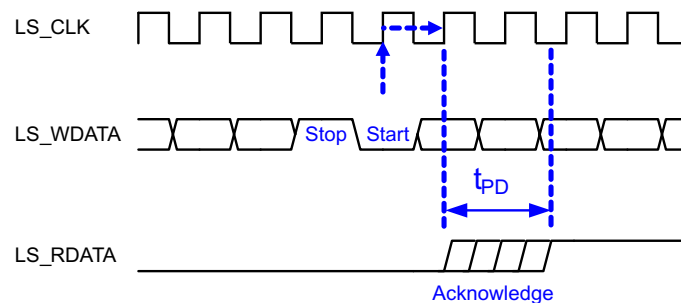 LS_CLK
LS_WDATA
Stop
Start
tPD
LS_RDATA
Acknowledge